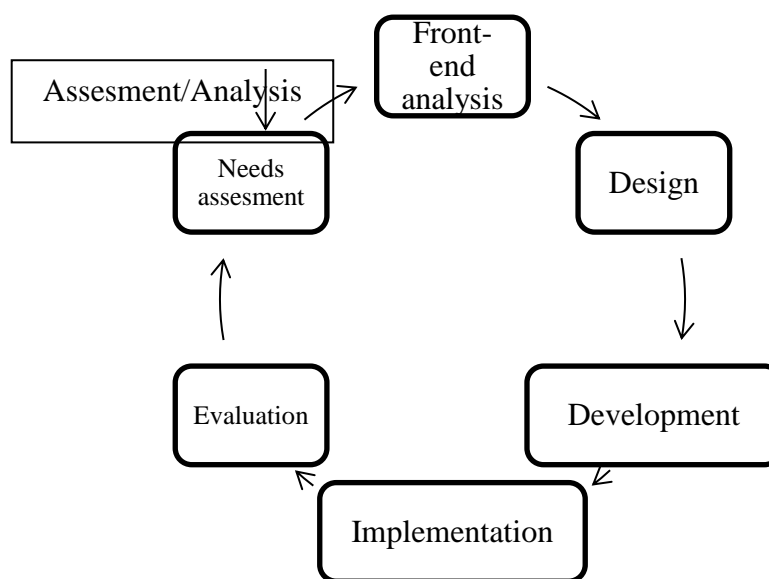 Front-
end
analysis
Assesment/Analysis
Needs
assesment
Design
Development
Implementation
Evaluation